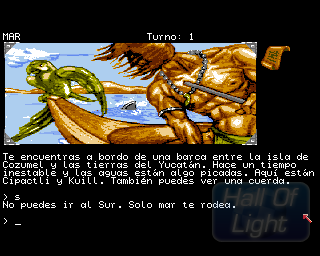 MAR Turno: 1
Te encuentras a bordo de una barca entre la isla de
Cozumel y las tierras del Yucatán. Hace un tiempo
inestable y las aguas están algo picadas. Aquí están
Cipactli y Kuill. También puedes ver una cuerda.
> s
No puedes ir al Sur. Solo mar te rodea.
> _
Hall Of
Light